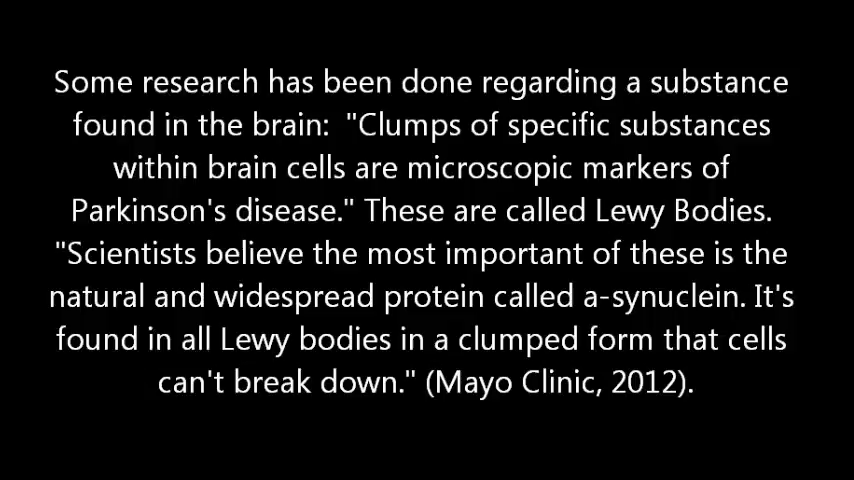 Some research has been done regarding a substance
found in the brain:  "Clumps of specific substances
within brain cells are microscopic markers of
Parkinson's disease." These are called Lewy Bodies.
"Scientists believe the most important of these is the
natural and widespread protein called a-synuclein. It's
found in all Lewy bodies in a clumped form that cells
can't break down." (Mayo Clinic, 2012).